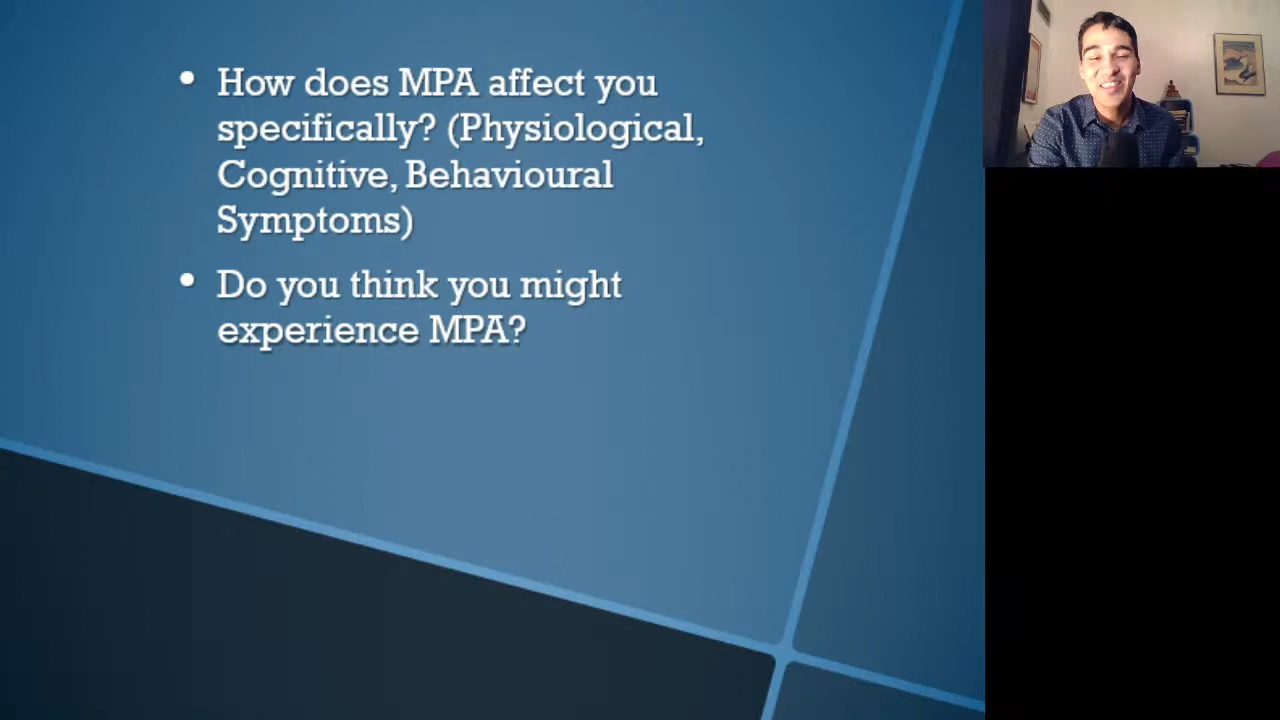 • How does MPA affect you
specifically? (Physiological,
Cognitive, Behavioural
Symptoms)
• Do you think you might
experience MPA?